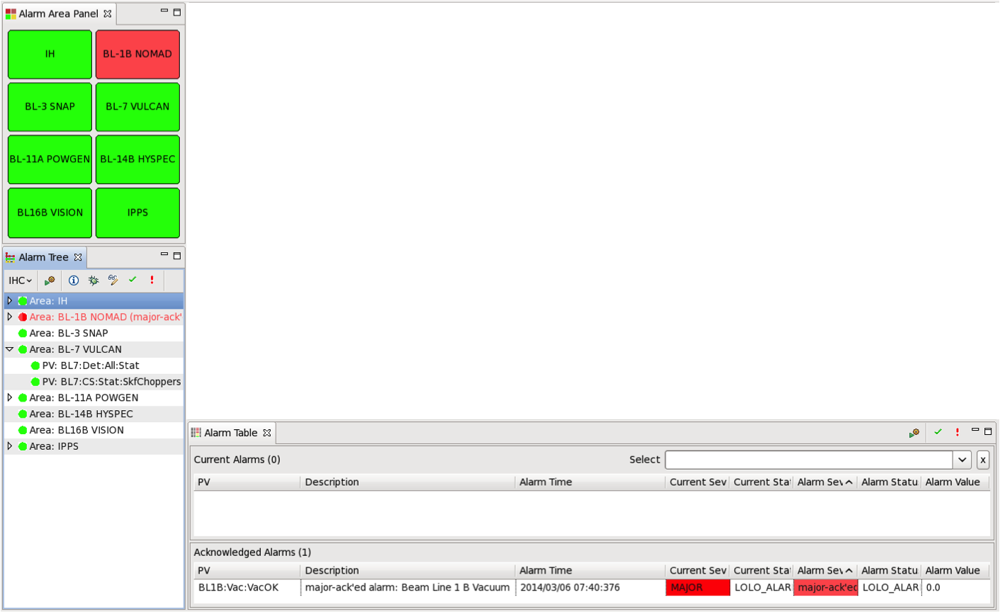 Alarm Area Panel
IH BL-1B NOMAD
BL-3 SNAP BL-7 VULCAN
BL-11A POWGEN BL-14B HYSPEC
BL16B VISION IPPS
Alarm Tree
IHC
Area: IH
Area: BL-1B NOMAD (major-ack'
Area: BL-3 SNAP
Area: BL-7 VULCAN
PV: BL7:Det:All:Stat
PV: BL7:CS:Stat:SkfChoppers
Area: BL-11A POWGEN
Area: BL-14B HYSPEC
Area: BL16B VISION
Area: IPPS
Alarm Table
Current Alarms (0) Select x
PV Description Alarm Time Current Sev Current Sta Alarm Sev Alarm Statu Alarm Value
Acknowledged Alarms (1)
PV Description Alarm Time Current Sev Current Sta Alarm Sev Alarm Statu Alarm Value
BL1B:Vac:VacOK major-ack'ed alarm: Beam Line 1 B Vacuum 2014/03/06 07:40:376 MAJOR LOLO_ALAR major-ack'ed LOLO_ALAR 0.0